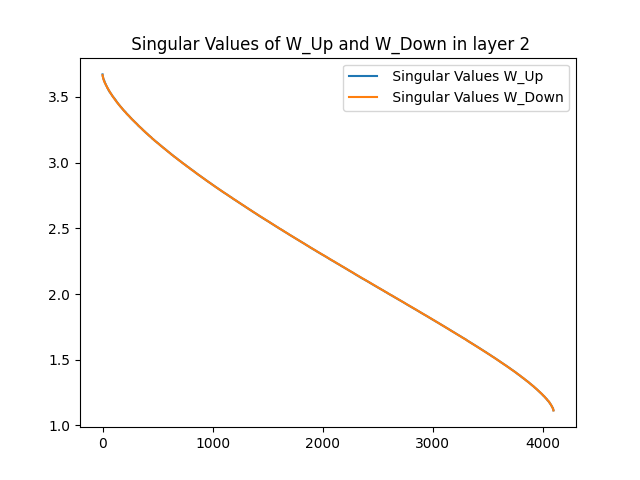 Singular Values of W_Up and W_Down in layer 2
Singular Values W_Up
Singular Values W_Down
3.5
3.0
2.5
2.0
1.5
1.0
0 1000 2000 3000 4000